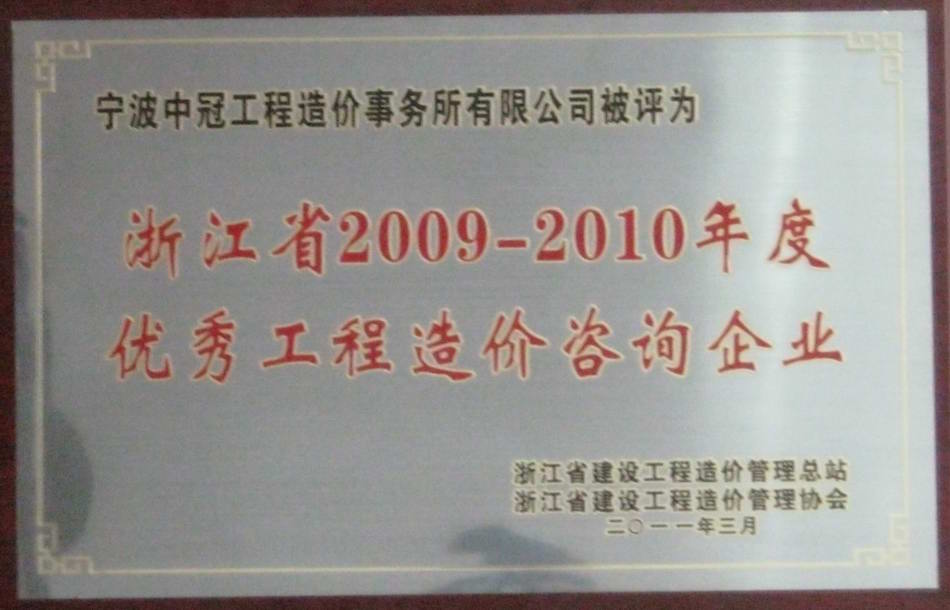 宁波中冠工程造价事务所有限公司被评为
浙江省2009-2010年度
优秀工程造价咨询企业
浙江省建设工程造价管理总站
浙江省建设工程造价管理协会
二〇一一年三月